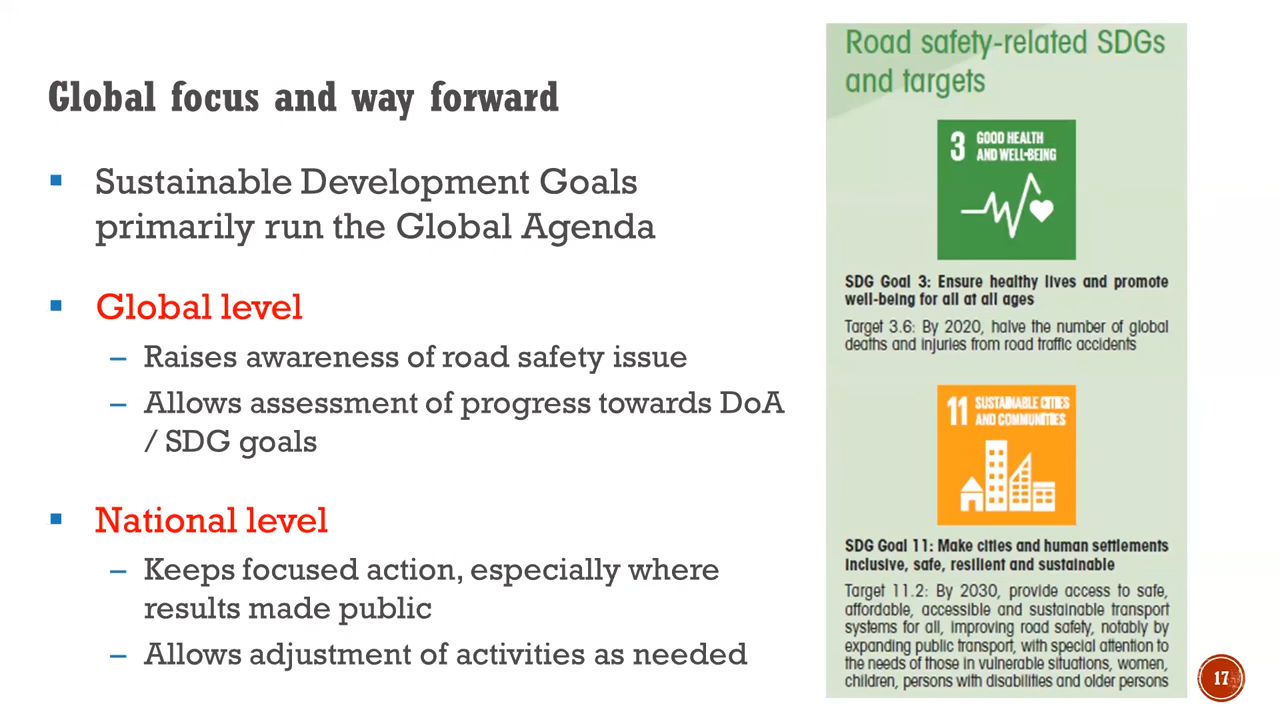 Global focus and way forward
▪ Sustainable Development Goals
primarily run the Global Agenda
▪ Global level
– Raises awareness of road safety issue
– Allows assessment of progress towards DoA
/ SDG goals
▪ National level
– Keeps focused action, especially where
results made public
– Allows adjustment of activities as needed
Road safety-related SDGs
and targets
3 GOOD HEALTH
AND WELL-BEING
SDG Goal 3: Ensure healthy lives and promote
well-being for all at all ages
Target 3.6: By 2020, halve the number of global
deaths and injuries from road traffic accidents
11 SUSTAINABLE CITIES
AND COMMUNITIES
SDG Goal 11: Make cities and human settlements
inclusive, safe, resilient and sustainable
Target 11.2: By 2030, provide access to safe,
affordable, accessible and sustainable transport
systems for all, improving road safety, notably by
expanding public transport, with special attention to
the needs of those in vulnerable situations, women,
children, persons with disabilities and older persons
17